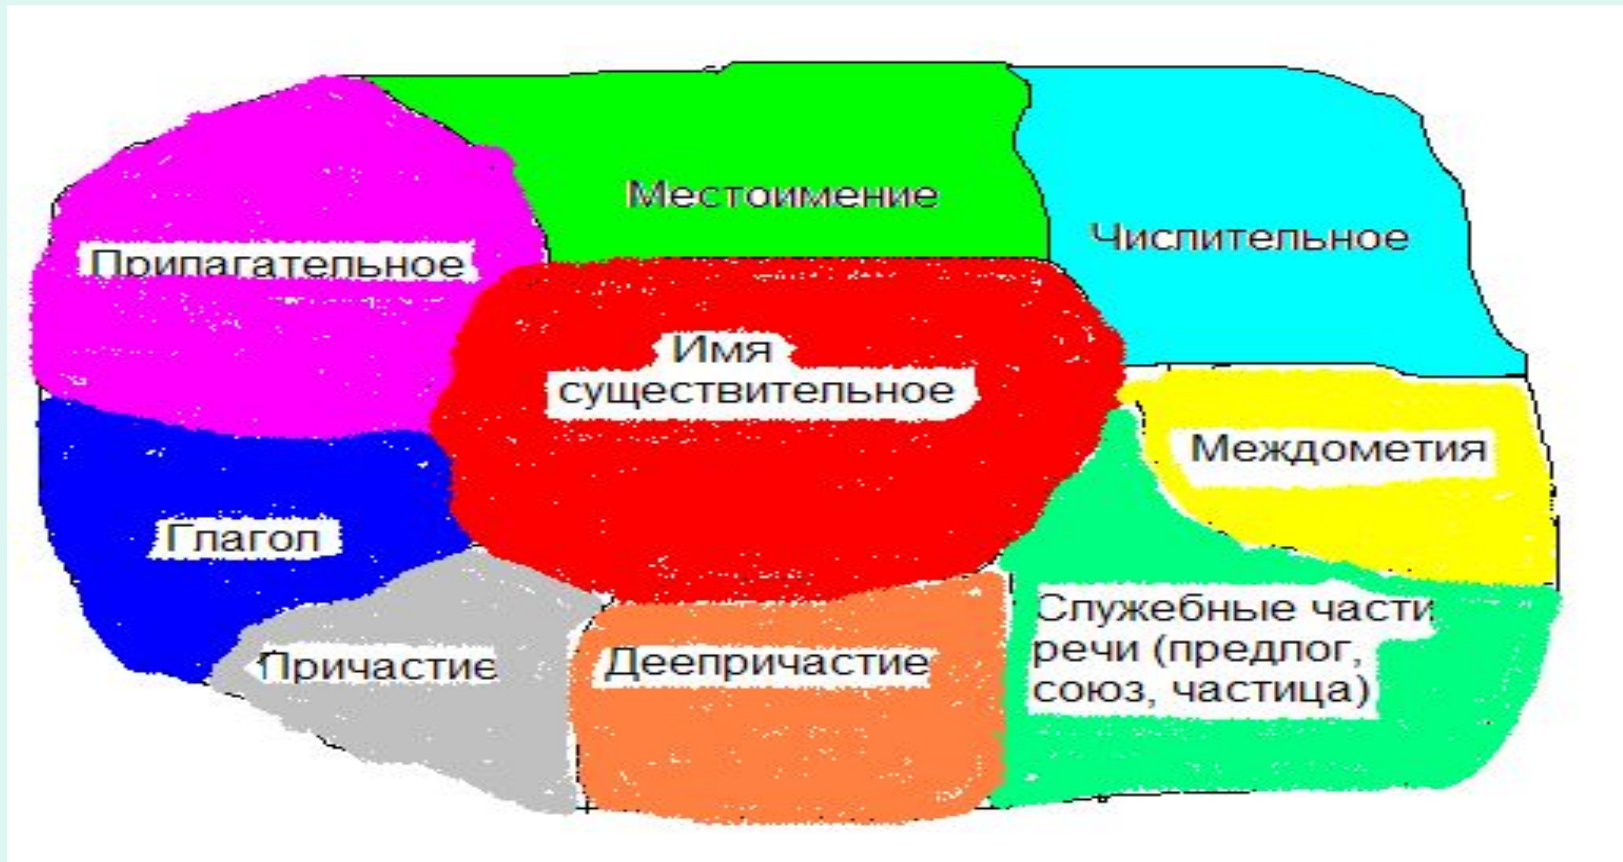 Местоимение
Числительное
Прилагательное
Имя
существительное
Междометия
Глагол
Служебные части
речи (предлог,
союз, частица)
Причастие
Деепричастие